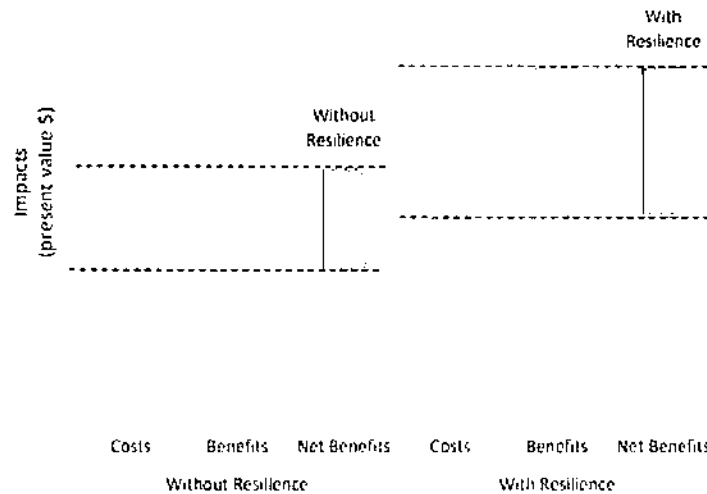 With
Resilience
Without
Resilience
Impacts
(present value $)
Costs Benefits Net Benefits Costs Benefits Net Benefits
Without Resilience With Resilience